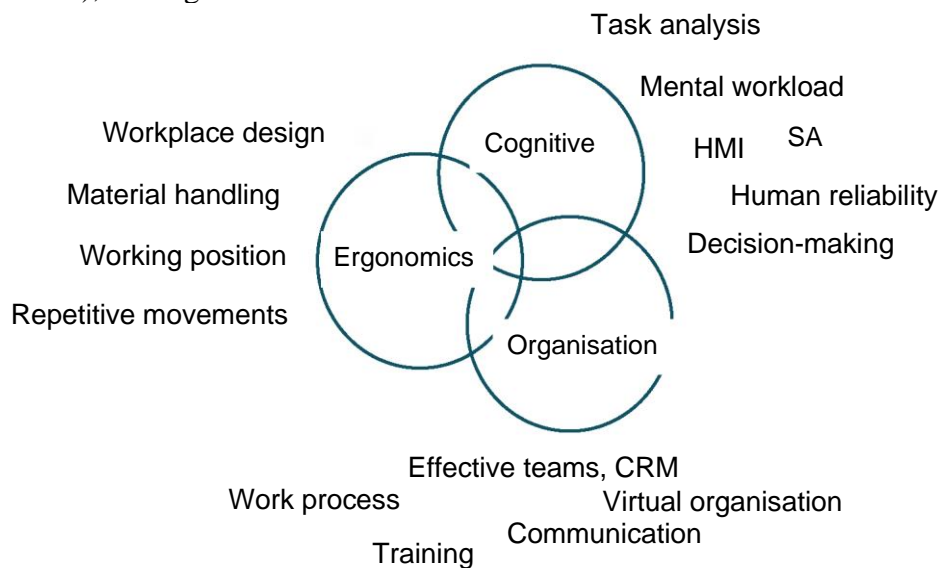 Task analysis
Mental workload
Workplace design
Cognitive
HMI
SA
Material handling
Human reliability
Working position
Ergonomics
Decision-making
Repetitive movements
Organisation
Effective teams, CRM
Work process
Virtual organisation
Communication
Training